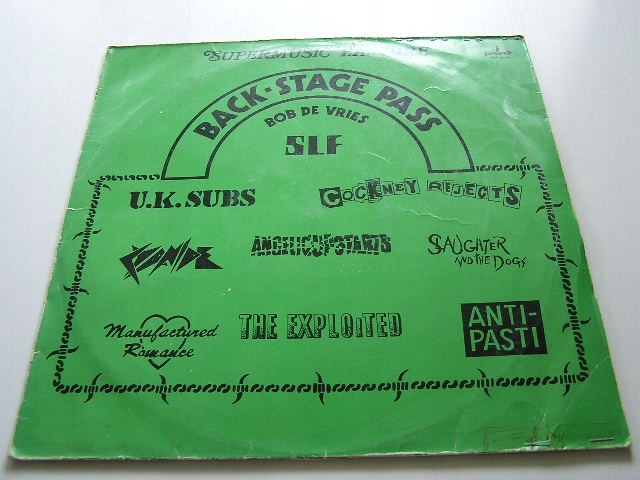 SUPERMUSIC
BACK-STAGE PASS
BOB DE VRIES
SLF
U.K. SUBS
COCKNEY REJECTS
ANGELIC UPSTARTS
SLAUGHTER
AND THE DOGS
Manufactured
Romance
THE EXPLOITED
ANTI-
PASTI